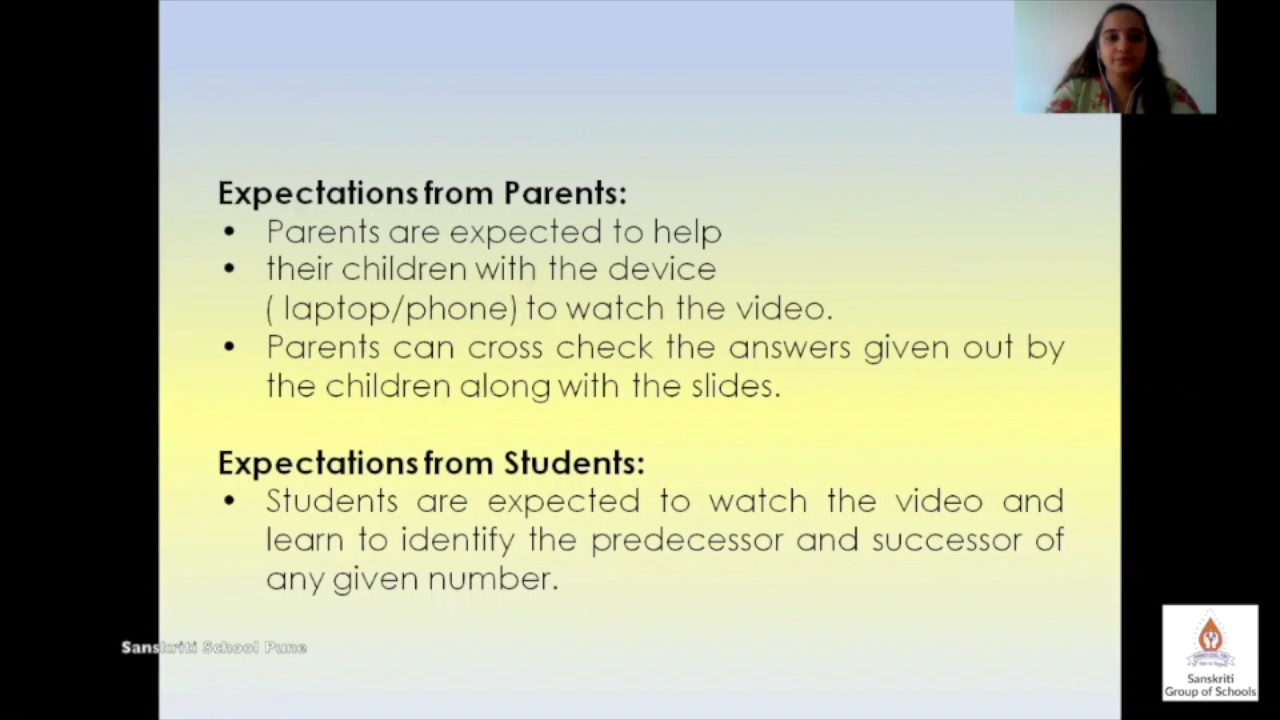 Expectations from Parents:
• Parents are expected to help
• their children with the device
( laptop/phone) to watch the video.
• Parents can cross check the answers given out by
the children along with the slides.
Expectations from Students:
• Students are expected to watch the video and
learn to identify the predecessor and successor of
any given number.
Sanskriti School Pune
Sanskriti
Group of Schools